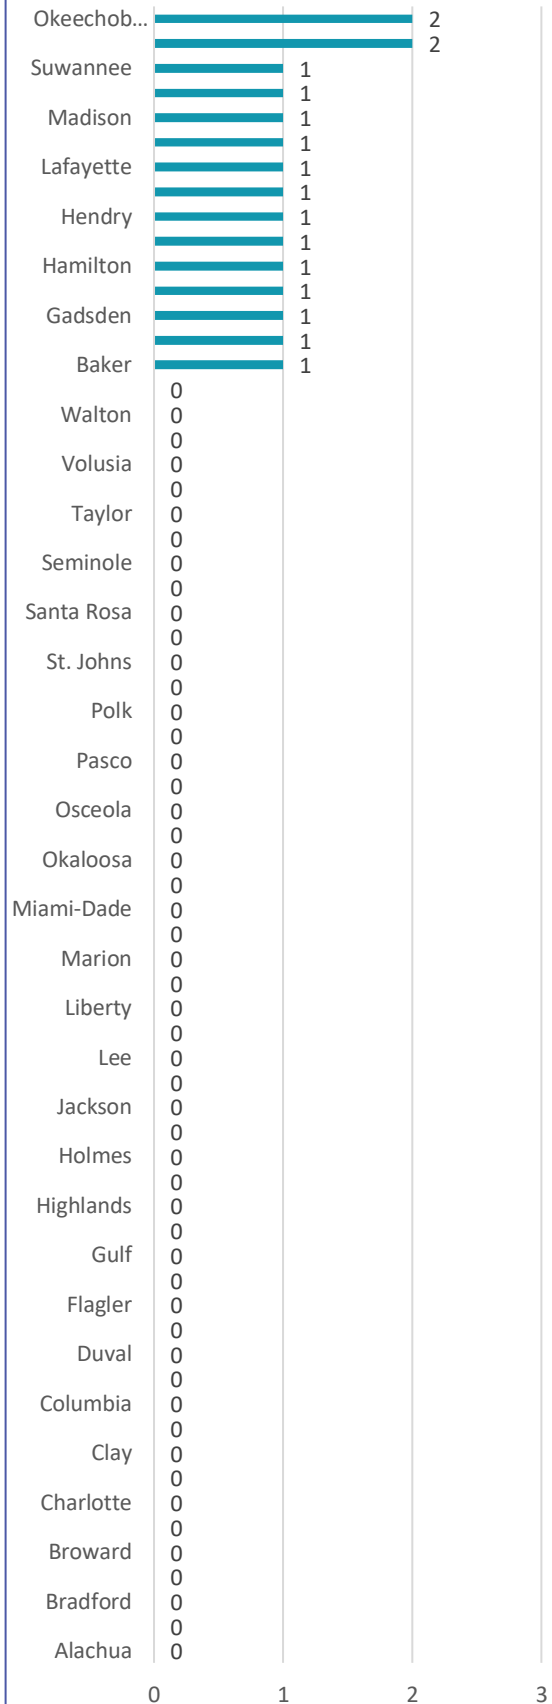 Okeechob... 2
2
Suwannee 1
1
Madison 1
1
Lafayette 1
1
Hendry 1
1
Hamilton 1
1
Gadsden 1
1
Baker 1
0
Walton 0
0
Volusia 0
0
Taylor 0
0
Seminole 0
0
Santa Rosa 0
0
St. Johns 0
0
Polk 0
0
Pasco 0
0
Osceola 0
0
Okaloosa 0
0
Miami-Dade 0
0
Marion 0
0
Liberty 0
0
Lee 0
0
Jackson 0
0
Holmes 0
0
Highlands 0
0
Gulf 0
0
Flagler 0
0
Duval 0
0
Columbia 0
0
Clay 0
0
Charlotte 0
0
Broward 0
0
Bradford 0
0
Alachua 0
0 1 2 3